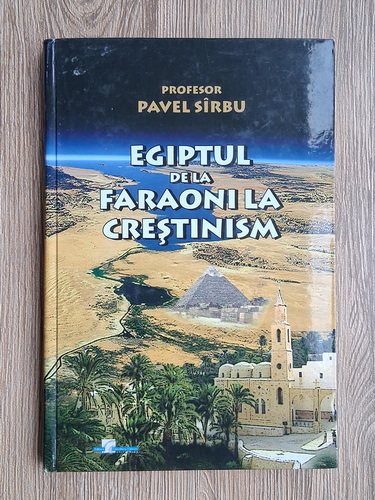 PROFESOR
PAVEL SÎRBU
EGIPTUL
DE LA
FARAONI LA
CREŞTINISM